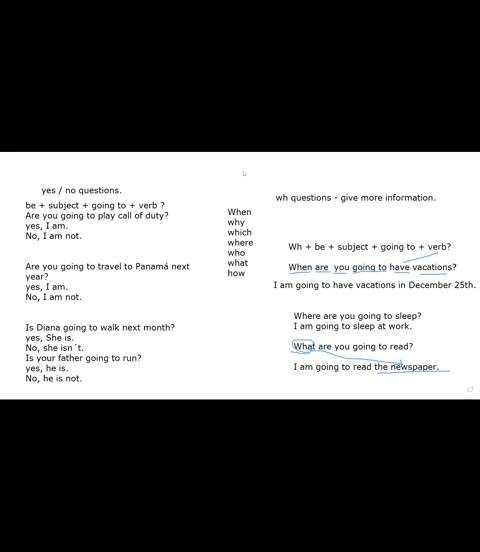 yes / no questions.
be + subject + going to + verb ?
Are you going to play call of duty?
yes, I am.
No, I am not.
Are you going to travel to Panamá next
year?
yes, I am.
No, I am not.
Is Diana going to walk next month?
yes, She is.
No, she isn´t.
Is your father going to run?
yes, he is.
No, he is not.
When
why
which
where
who
what
how
wh questions - give more information.
Wh + be + subject + going to + verb?
When are you going to have vacations?
I am going to have vacations in December 25th.
Where are you going to sleep?
I am going to sleep at work.
What are you going to read?
I am going to read the newspaper.